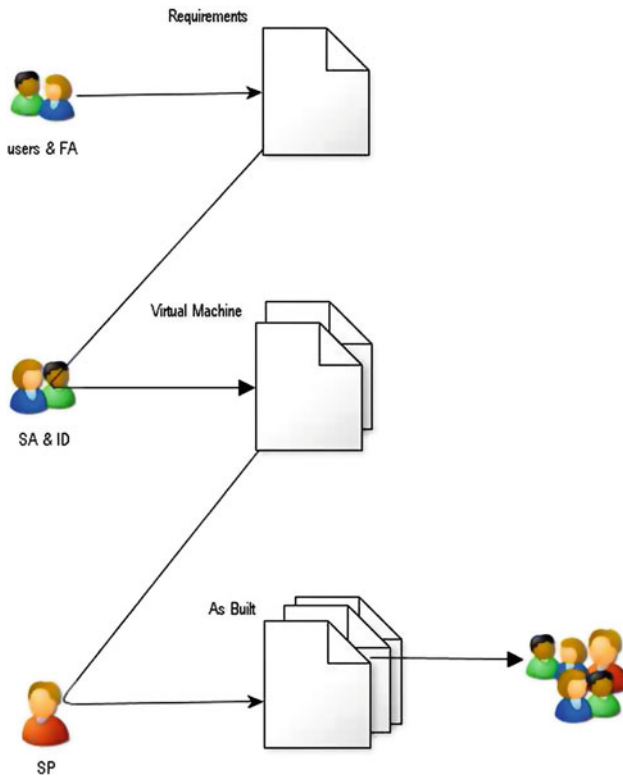 Requirements
users & FA
Virtual Machine
SA & ID
As Built
SP